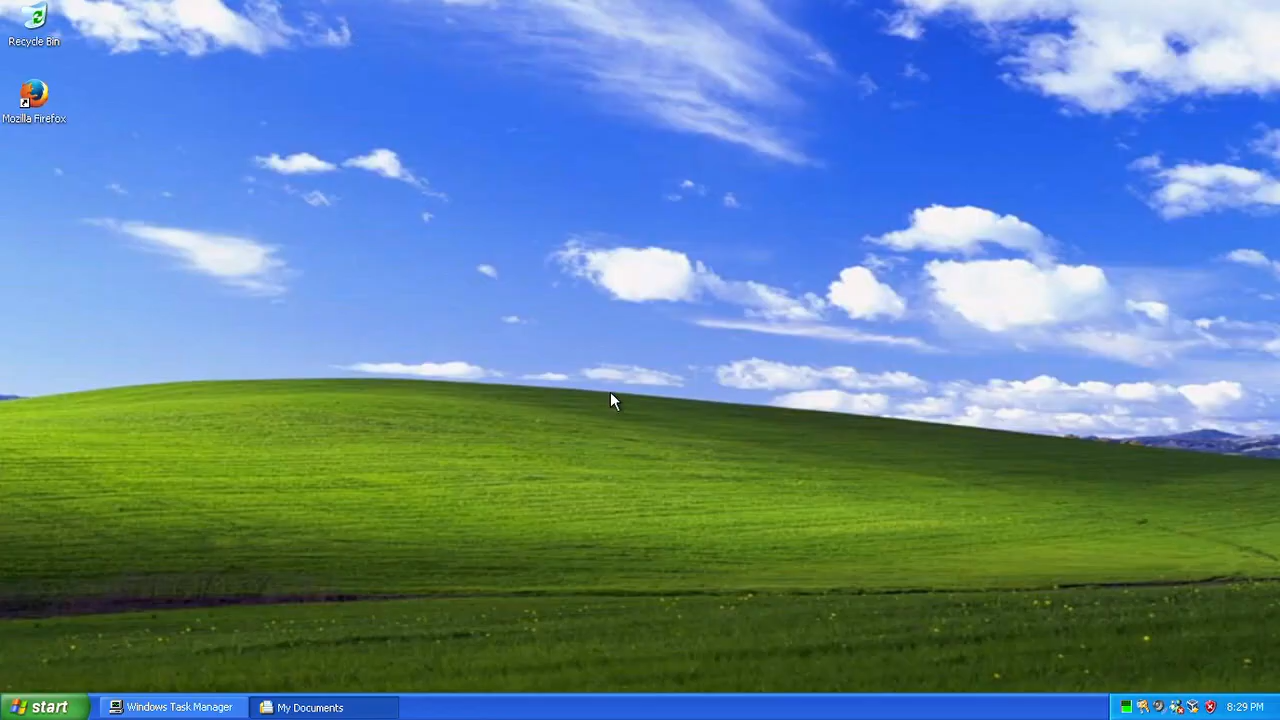 Recycle Bin
Mozilla Firefox
start
Windows Task Manager
My Documents
8:29 PM